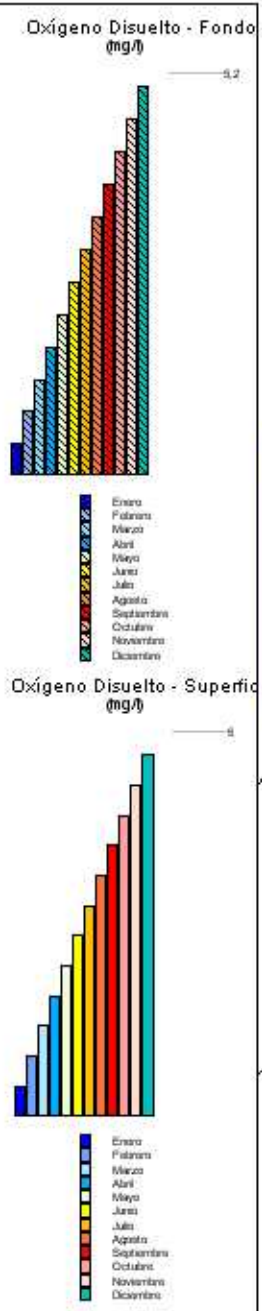 Oxígeno Disuelto - Fondo
(mg/l)
5,2
Enero
Febrero
Marzo
Abril
Mayo
Junio
Julio
Agosto
Septiembre
Octubre
Noviembre
Diciembre
Oxígeno Disuelto - Superfic
(mg/l)
6
Enero
Febrero
Marzo
Abril
Mayo
Junio
Julio
Agosto
Septiembre
Octubre
Noviembre
Diciembre